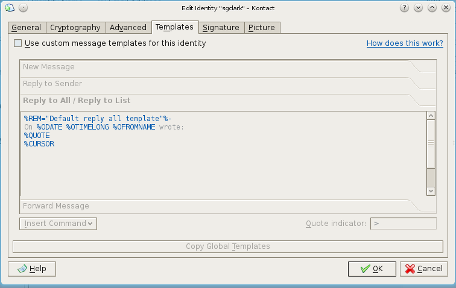 Edit Identity "sgdark" - Kontact
General Cryptography Advanced Templates Signature Picture
Use custom message templates for this identity How does this work?
New Message
Reply to Sender
Reply to All / Reply to List
%REM="Default reply all template"%-
On %ODATE %OTIMELONG %OFROMNAME wrote:
%QUOTE
%CURSOR
Forward Message
Insert Command Quote indicator: >
Copy Global Templates
Help OK Cancel